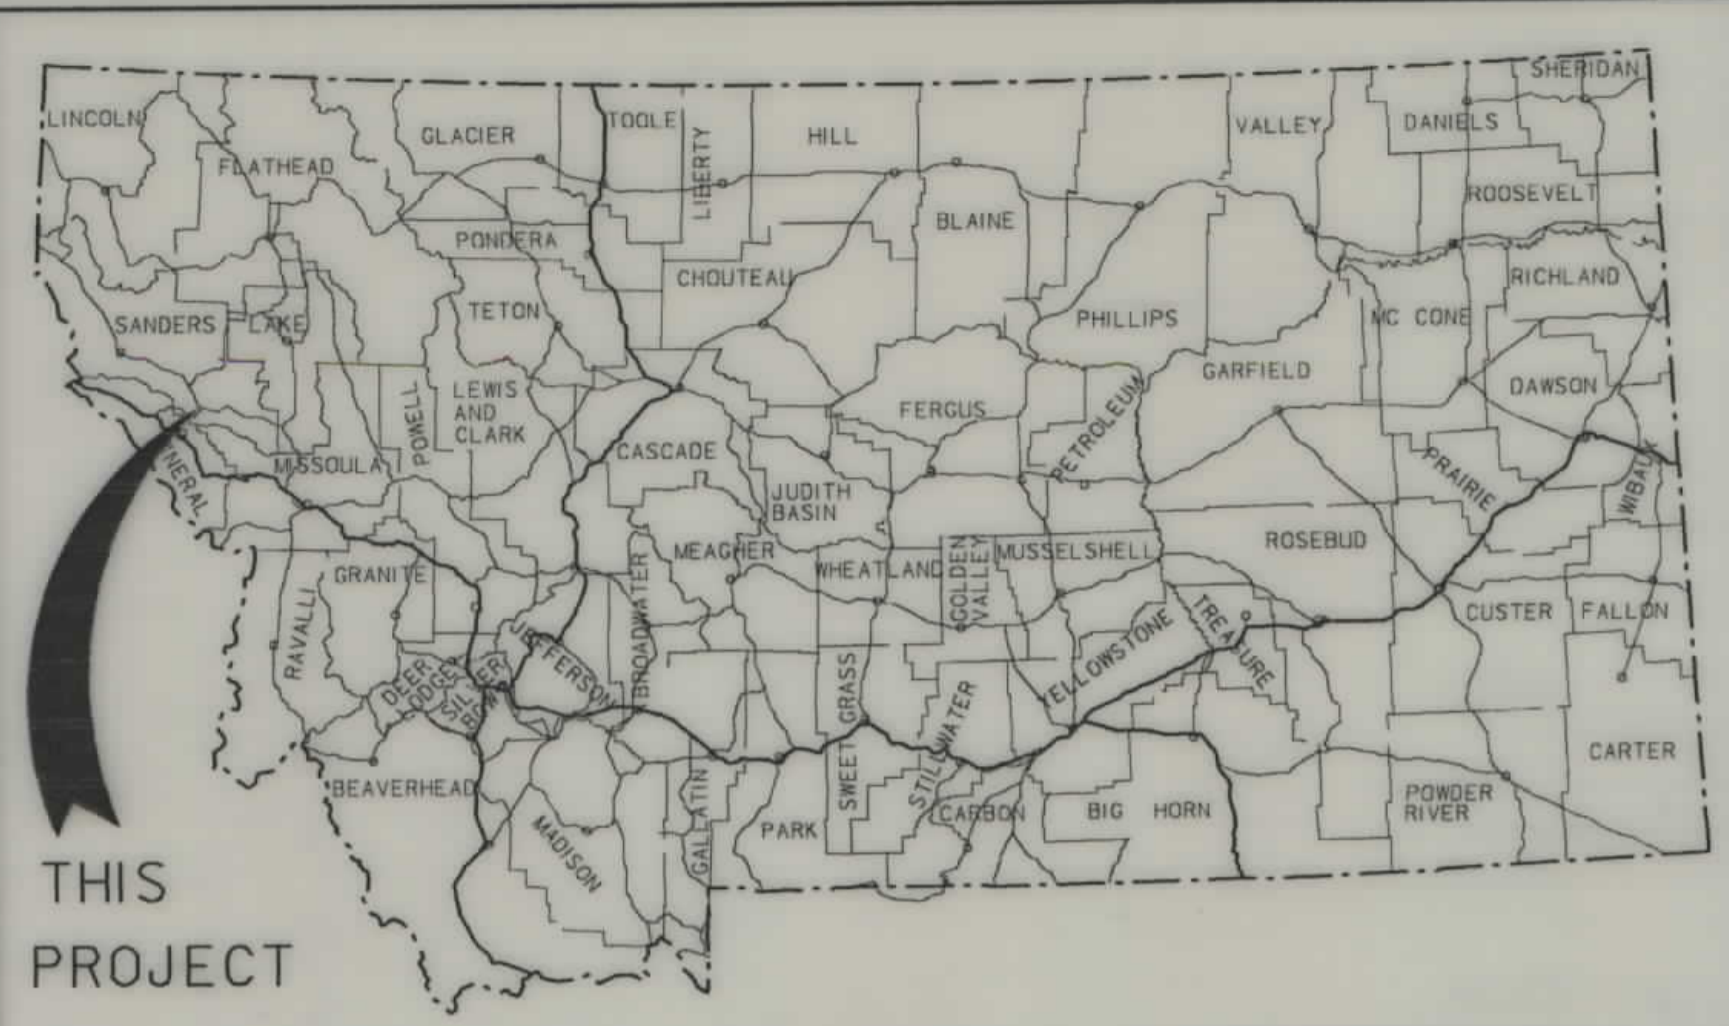 SHERIDAN
LINCOLN
TOOLE
GLACIER
HILL
VALLEY
DANIELS
FLATHEAD
LIBERTY
ROOSEVELT
BLAINE
PONDERA
CHOUTEAU
RICHLAND
TETON
SANDERS
LAKE
PHILLIPS
MC CONE
GARFIELD
DAWSON
POWELL
LEWIS
AND
CLARK
FERGUS
PETROLEUM
CASCADE
MISSOULA
NERAL
PRAIRIE
WIBAUX
JUDITH
BASIN
MEAGHER
WHEATLAND
GOLDEN
VALLEY
MUSSELSHELL
ROSEBUD
GRANITE
BROADWATER
CUSTER
FALLON
RAVALLI
JEFFERSON
TREASURE
YELLOWSTONE
DEER
LODGE
SILVER
BOW
SWEET GRASS
STILLWATER
CARTER
BEAVERHEAD
MADISON
GALLATIN
PARK
CARBON
BIG HORN
POWDER
RIVER
THIS
PROJECT